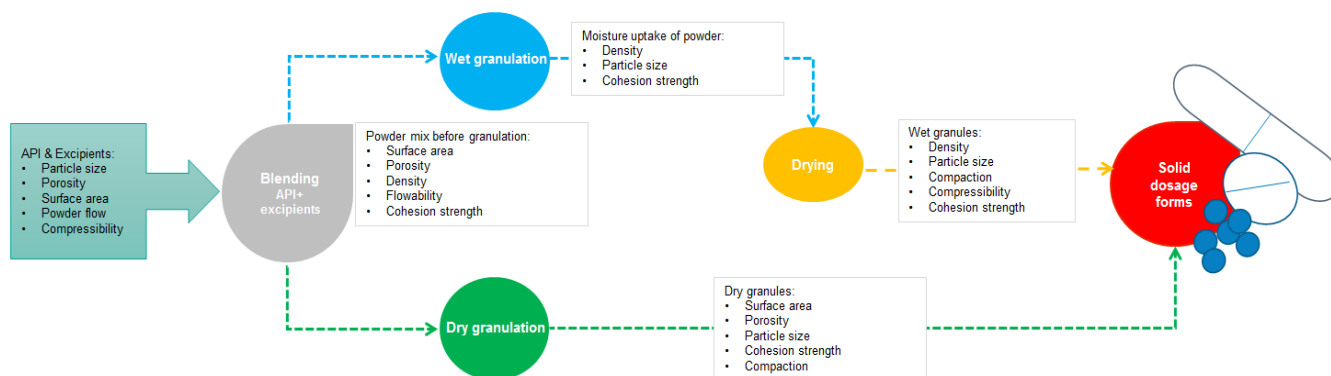 API & Excipients:
• Particle size
• Porosity
• Surface area
• Powder flow
• Compressibility
Blending
API+
excipients
Powder mix before granulation:
• Surface area
• Porosity
• Density
• Flowability
• Cohesion strength
Wet granulation
Moisture uptake of powder:
• Density
• Particle size
• Cohesion strength
Drying
Wet granules:
• Density
• Particle size
• Compaction
• Compressibility
• Cohesion strength
Dry granulation
Dry granules:
• Surface area
• Porosity
• Particle size
• Cohesion strength
• Compaction
Solid
dosage
forms